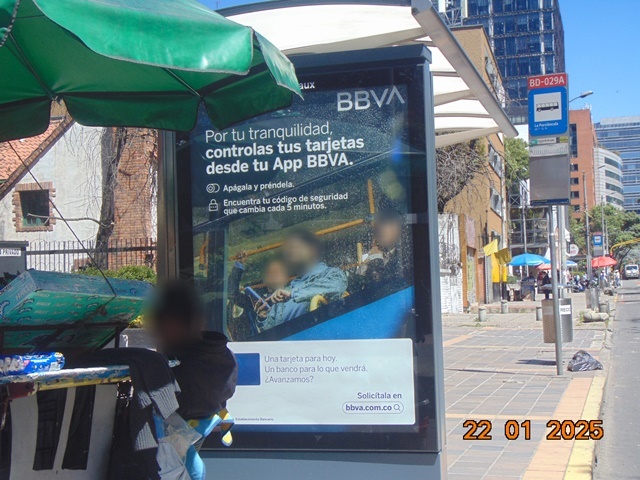 aux
BBVA
Por tu tranquilidad,
controlas tus tarjetas
desde tu App BBVA.
Apágala y préndela.
Encuentra tu código de seguridad
que cambia cada 5 minutos.
Una tarjeta para hoy.
Un banco para lo que vendrá.
¿Avanzamos?
Solicítala en
bbva.com.co
BD-029A
PRIVADO
22 01 2025